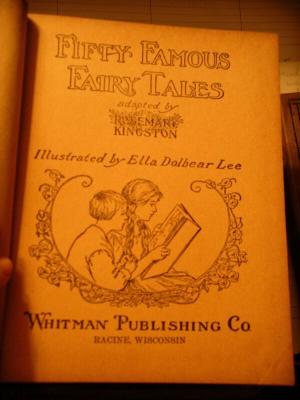 FIFTY FAMOUS
FAIRY TALES
adapted by
ROSEMARY
KINGSTON
Illustrated by Ella Dolbear Lee
WHITMAN PUBLISHING CO.
RACINE, WISCONSIN